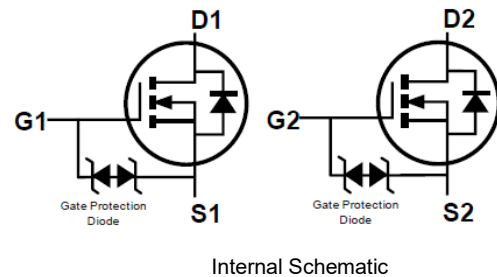 D1
D2
G1
G2
Gate Protection
Diode
Gate Protection
Diode
S1
S2
Internal Schematic